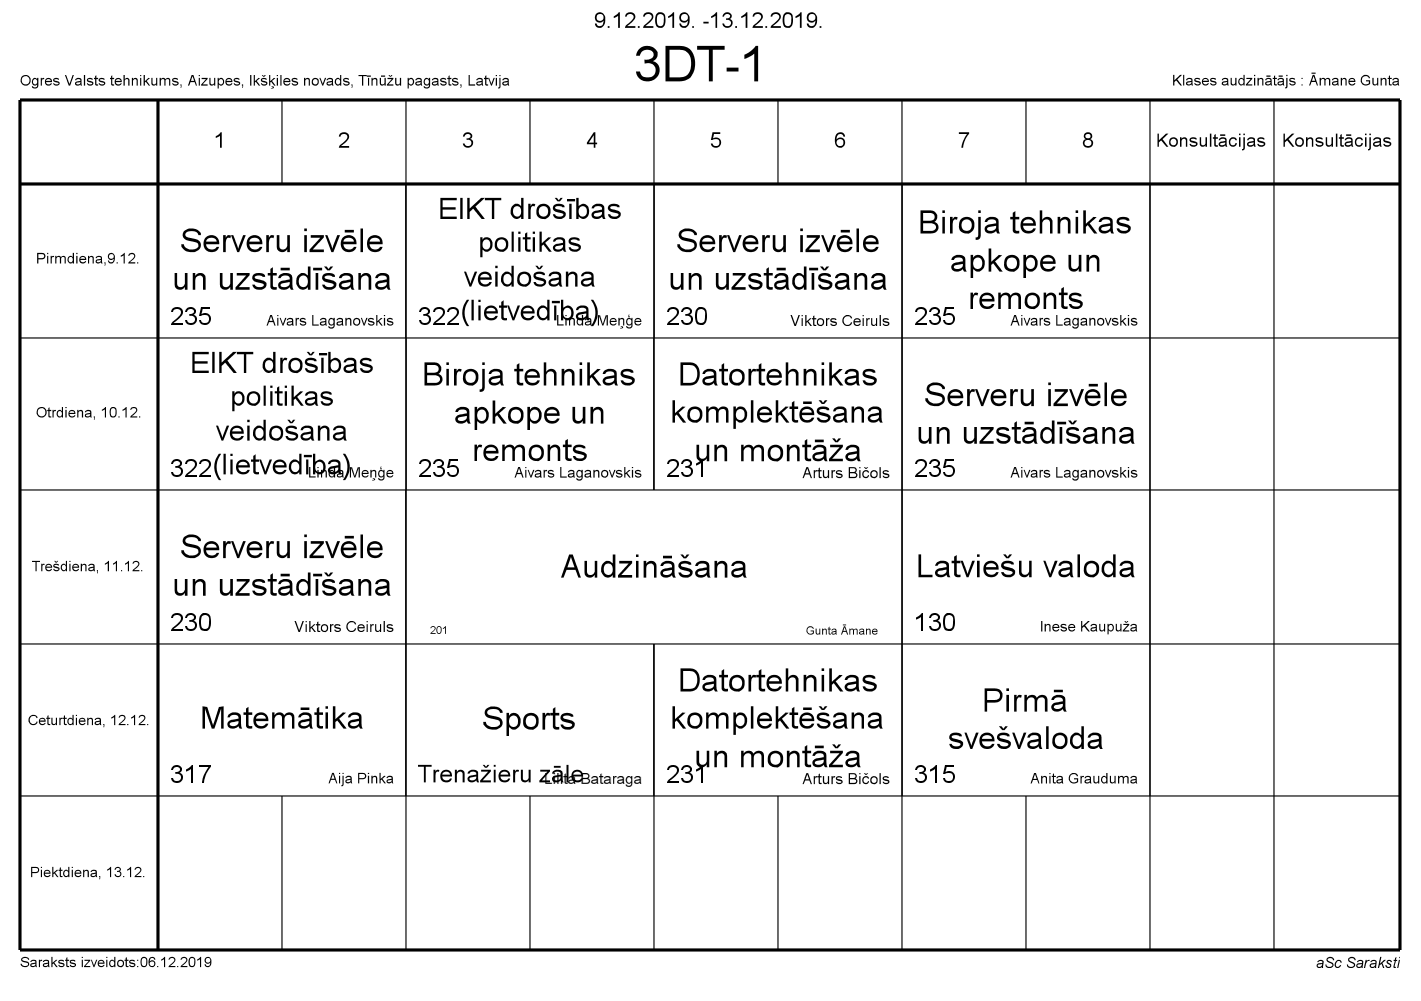 9.12.2019. -13.12.2019.
3DT-1
Ogres Valsts tehnikums, Aizupes, Ikšķiles novads, Tīnūžu pagasts, Latvija
Klases audzinātājs : Āmane Gunta
1
2
3
4
5
6
7
8
Konsultācijas
Konsultācijas
Pirmdiena,9.12.
Serveru izvēle
un uzstādīšana
235
Aivars Laganovskis
EIKT drošības
politikas
veidošana
(lietvedība)
322
Linda Meņģe
Serveru izvēle
un uzstādīšana
230
Viktors Ceiruls
Biroja tehnikas
apkope un
remonts
235
Aivars Laganovskis
Otrdiena, 10.12.
EIKT drošības
politikas
veidošana
(lietvedība)
322
Linda Meņģe
Biroja tehnikas
apkope un
remonts
235
Aivars Laganovskis
Datortehnikas
komplektēšana
un montāža
231
Arturs Bičols
Serveru izvēle
un uzstādīšana
235
Aivars Laganovskis
Trešdiena, 11.12.
Serveru izvēle
un uzstādīšana
230
Viktors Ceiruls
Audzināšana
201
Gunta Āmane
Latviešu valoda
130
Inese Kaupuža
Ceturtdiena, 12.12.
Matemātika
317
Aija Pinka
Sports
Trenažieru zāle
Bataraga
Datortehnikas
komplektēšana
un montāža
231
Arturs Bičols
Pirmā
svešvaloda
315
Anita Grauduma
Piektdiena, 13.12.
Saraksts izveidots:06.12.2019
aSc Saraksti